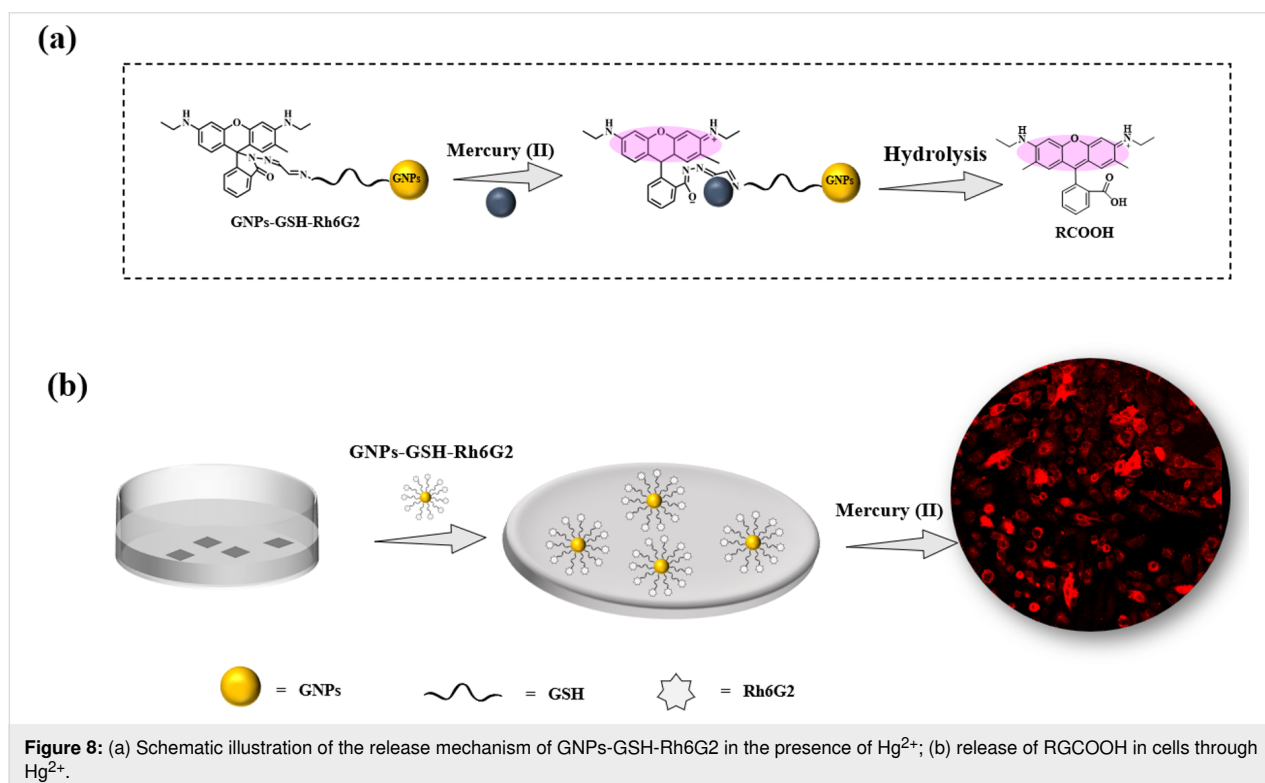 (a)
H
N
O
H
N
N
N
O
N
GNPs
GNPs-GSH-Rh6G2
Mercury (II)
H
N
O
H
N
+
N
N
N
O
GNPs
Hydrolysis
H
N
O
H
N
+
O
OH
RCOOH
(b)
GNPs-GSH-Rh6G2
Mercury (II)
= GNPs
= GSH
= Rh6G2
Figure 8: (a) Schematic illustration of the release mechanism of GNPs-GSH-Rh6G2 in the presence of Hg²⁺; (b) release of RGCOOH in cells through
Hg²⁺.